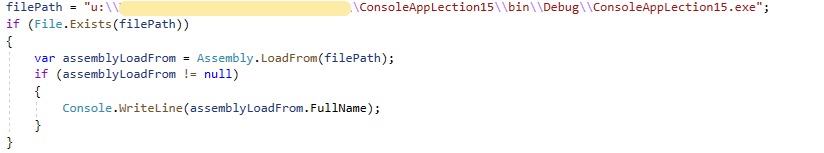 filePath = "u:\\ \ConsoleAppLection15\\bin\\Debug\\ConsoleAppLection15.exe";
if (File.Exists(filePath))
{
var assemblyLoadFrom = Assembly.LoadFrom(filePath);
if (assemblyLoadFrom != null)
{
Console.WriteLine(assemblyLoadFrom.FullName);
}
}